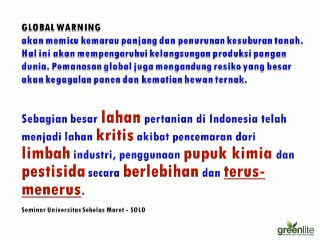 GLOBAL WARNING
akan memicu kemarau panjang dan penurunan kesuburan tanah.
Hal ini akan mempengaruhi kelangsungan produksi pangan
dunia. Pemanasan global juga mengandung resiko yang besar
akan kegagalan panen dan kematian hewan ternak.
Sebagian besar lahan pertanian di Indonesia telah
menjadi lahan kritis akibat pencemaran dari
limbah industri, penggunaan pupuk kimia dan
pestisida secara berlebihan dan terus-
menerus.
Seminar Universitas Sebelas Maret - SOLO
greenlite